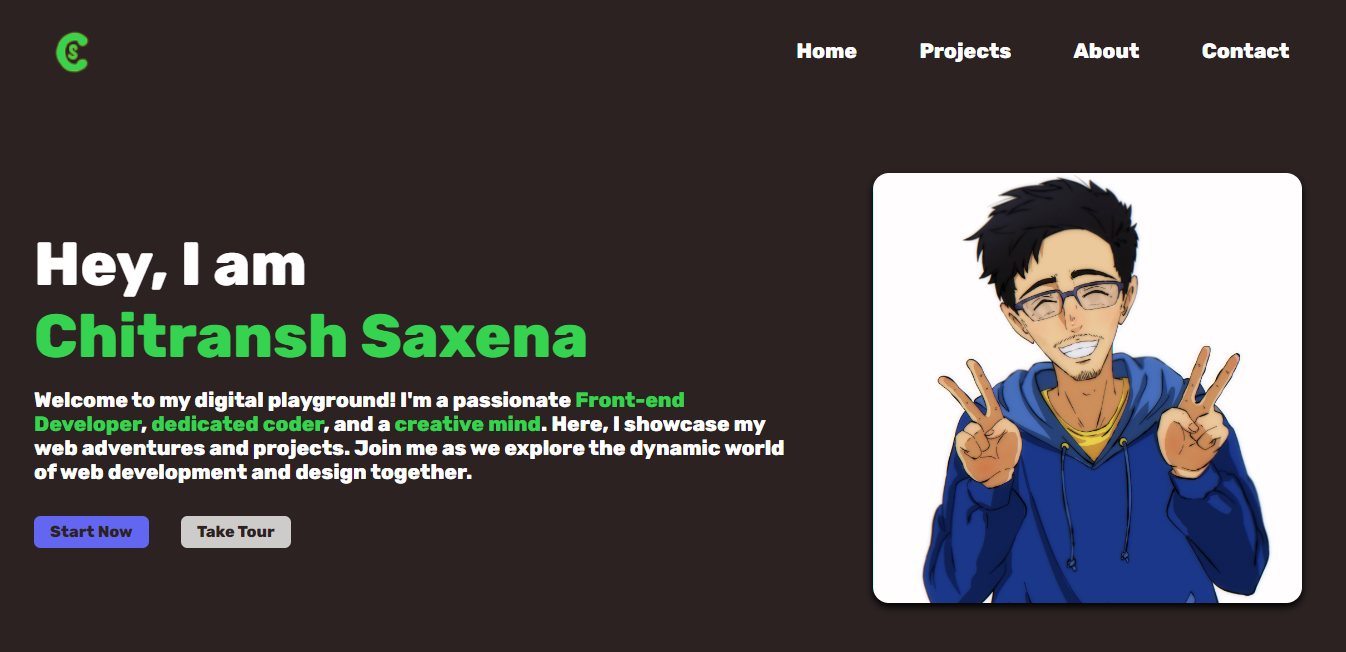 CS
Home Projects About Contact
Hey, I am
Chitransh Saxena
Welcome to my digital playground! I'm a passionate Front-end
Developer, dedicated coder, and a creative mind. Here, I showcase my
web adventures and projects. Join me as we explore the dynamic world
of web development and design together.
Start Now Take Tour